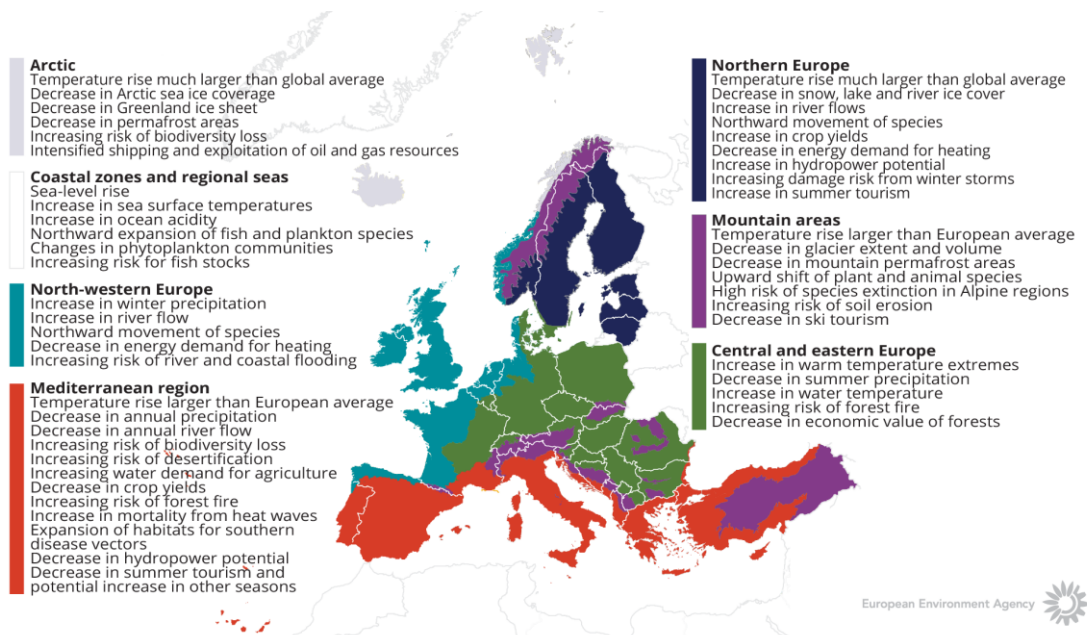 Arctic
Temperature rise much larger than global average
Decrease in Arctic sea ice coverage
Decrease in Greenland ice sheet
Decrease in permafrost areas
Increasing risk of biodiversity loss
Intensified shipping and exploitation of oil and gas resources
Coastal zones and regional seas
Sea-level rise
Increase in sea surface temperatures
Increase in ocean acidity
Northward expansion of fish and plankton species
Changes in phytoplankton communities
Increasing risk for fish stocks
North-western Europe
Increase in winter precipitation
Increase in river flow
Northward movement of species
Decrease in energy demand for heating
Increasing risk of river and coastal flooding
Mediterranean region
Temperature rise larger than European average
Decrease in annual precipitation
Decrease in annual river flow
Increasing risk of biodiversity loss
Increasing risk of desertification
Increasing water demand for agriculture
Decrease in crop yields
Increasing risk of forest fire
Increase in mortality from heat waves
Expansion of habitats for southern
disease vectors
Decrease in hydropower potential
Decrease in summer tourism and
potential increase in other seasons
Northern Europe
Temperature rise much larger than global average
Decrease in snow, lake and river ice cover
Increase in river flows
Northward movement of species
Increase in crop yields
Decrease in energy demand for heating
Increase in hydropower potential
Increasing damage risk from winter storms
Increase in summer tourism
Mountain areas
Temperature rise larger than European average
Decrease in glacier extent and volume
Decrease in mountain permafrost areas
Upward shift of plant and animal species
High risk of species extinction in Alpine regions
Increasing risk of soil erosion
Decrease in ski tourism
Central and eastern Europe
Increase in warm temperature extremes
Decrease in summer precipitation
Increase in water temperature
Increasing risk of forest fire
Decrease in economic value of forests
European Environment Agency